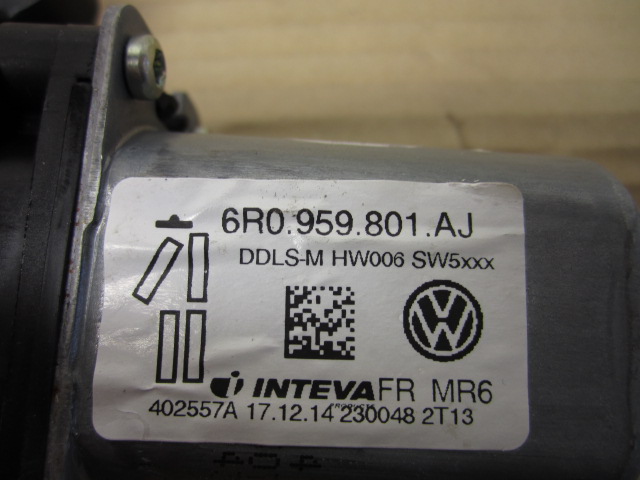 6R0.959.801.AJ
DDLS-M HW006 SW5xxx
INTEVA FR MR6
402557A 17.12.14 230048 2T13